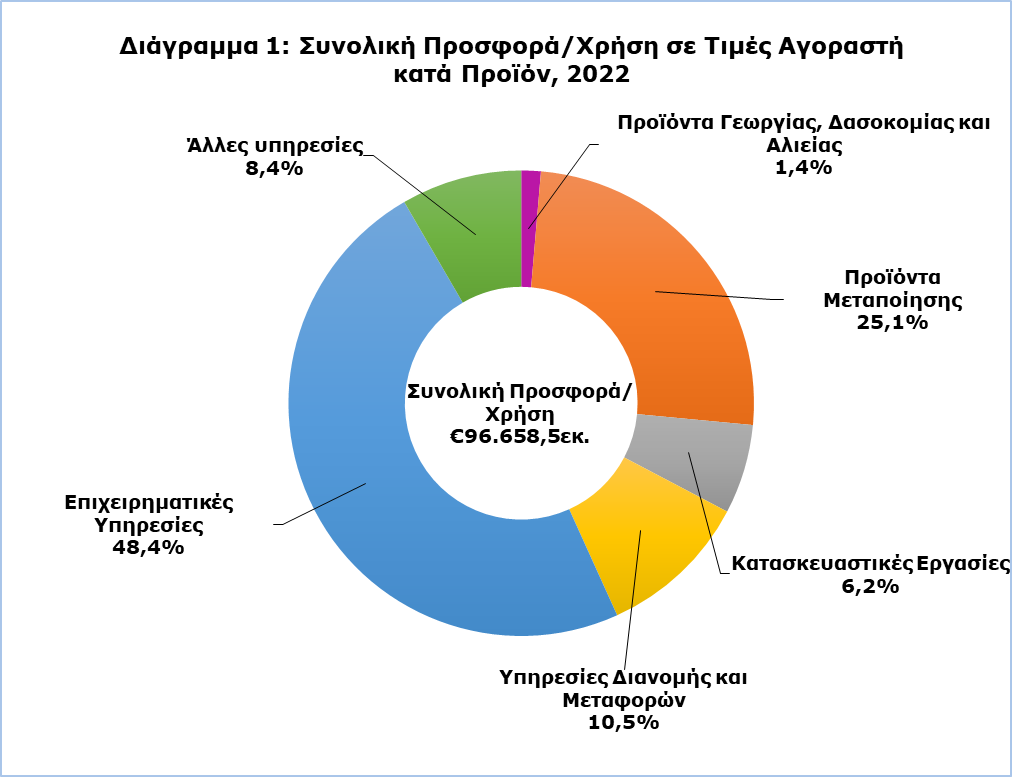 Διάγραμμα 1: Συνολική Προσφορά/Χρήση σε Τιμές Αγοραστή
κατά Προϊόν, 2022
Προϊόντα Γεωργίας, Δασοκομίας και
Αλιείας
1,4%
Άλλες υπηρεσίες
8,4%
Προϊόντα
Μεταποίησης
25,1%
Συνολική Προσφορά/
Χρήση
€96.658,5εκ.
Επιχειρηματικές
Υπηρεσίες
48,4%
Κατασκευαστικές Εργασίες
6,2%
Υπηρεσίες Διανομής και
Μεταφορών
10,5%